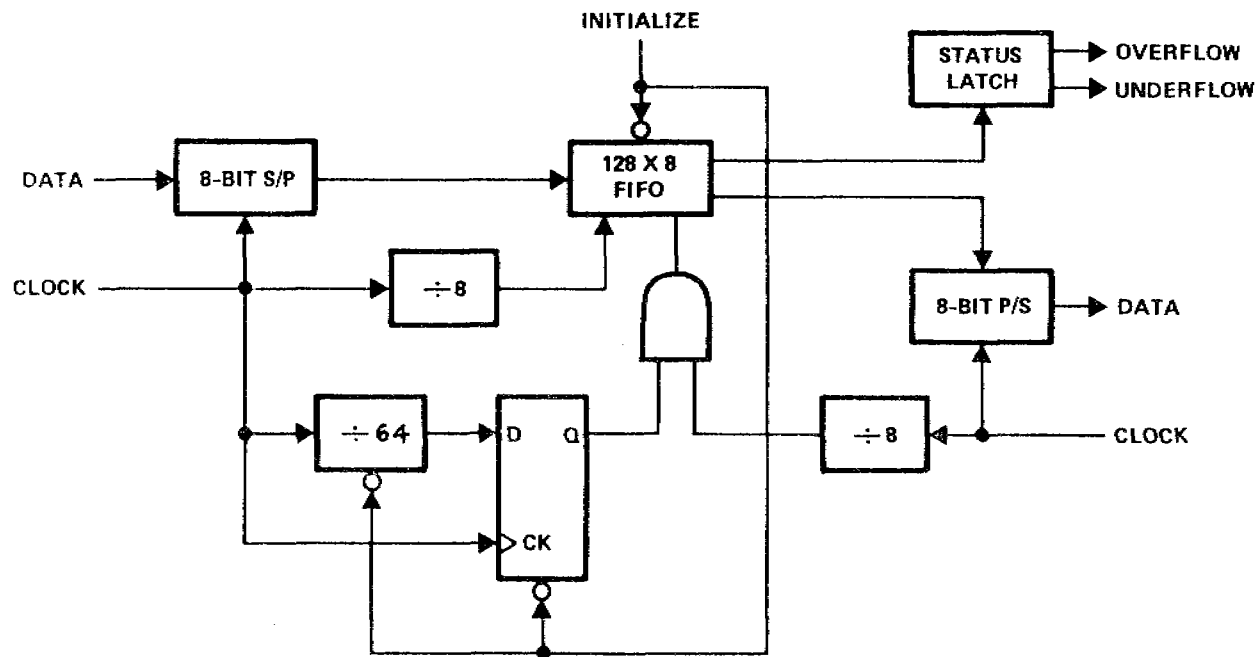 INITIALIZE
STATUS
LATCH
OVERFLOW
UNDERFLOW
DATA
8-BIT S/P
128 X 8
FIFO
CLOCK
÷8
8-BIT P/S
DATA
÷64
D
Q
CK
÷8
CLOCK